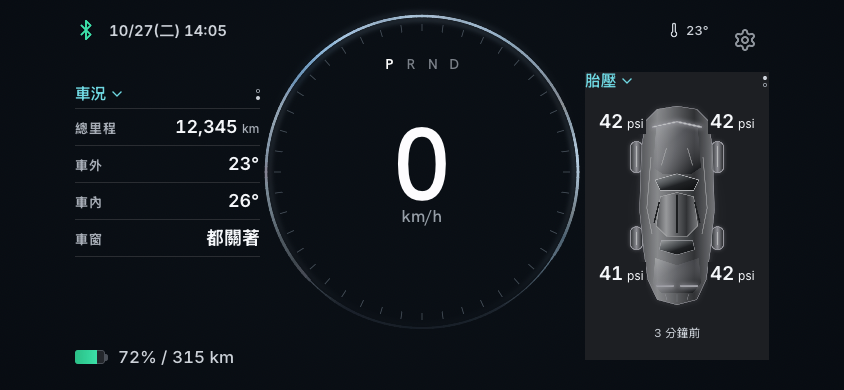 10/27(二) 14:05
23°
P R N D
車況
總里程 12,345 km
車外 23°
車內 26°
車窗 都關著
0
km/h
胎壓
42 psi 42 psi
41 psi 42 psi
3 分鐘前
72% / 315 km